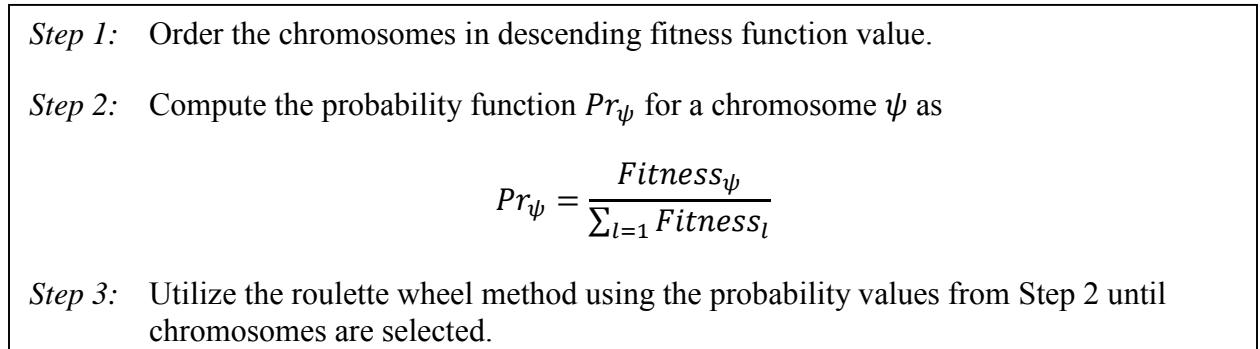 Step 1: Order the chromosomes in descending fitness function value.
Step 2: Compute the probability function 𝑃𝑟𝜓 for a chromosome 𝜓 as
𝑃𝑟𝜓 = 𝐹𝑖𝑡𝑛𝑒𝑠𝑠𝜓 / ∑𝑙=1 𝐹𝑖𝑡𝑛𝑒𝑠𝑠𝑙
Step 3: Utilize the roulette wheel method using the probability values from Step 2 until
chromosomes are selected.